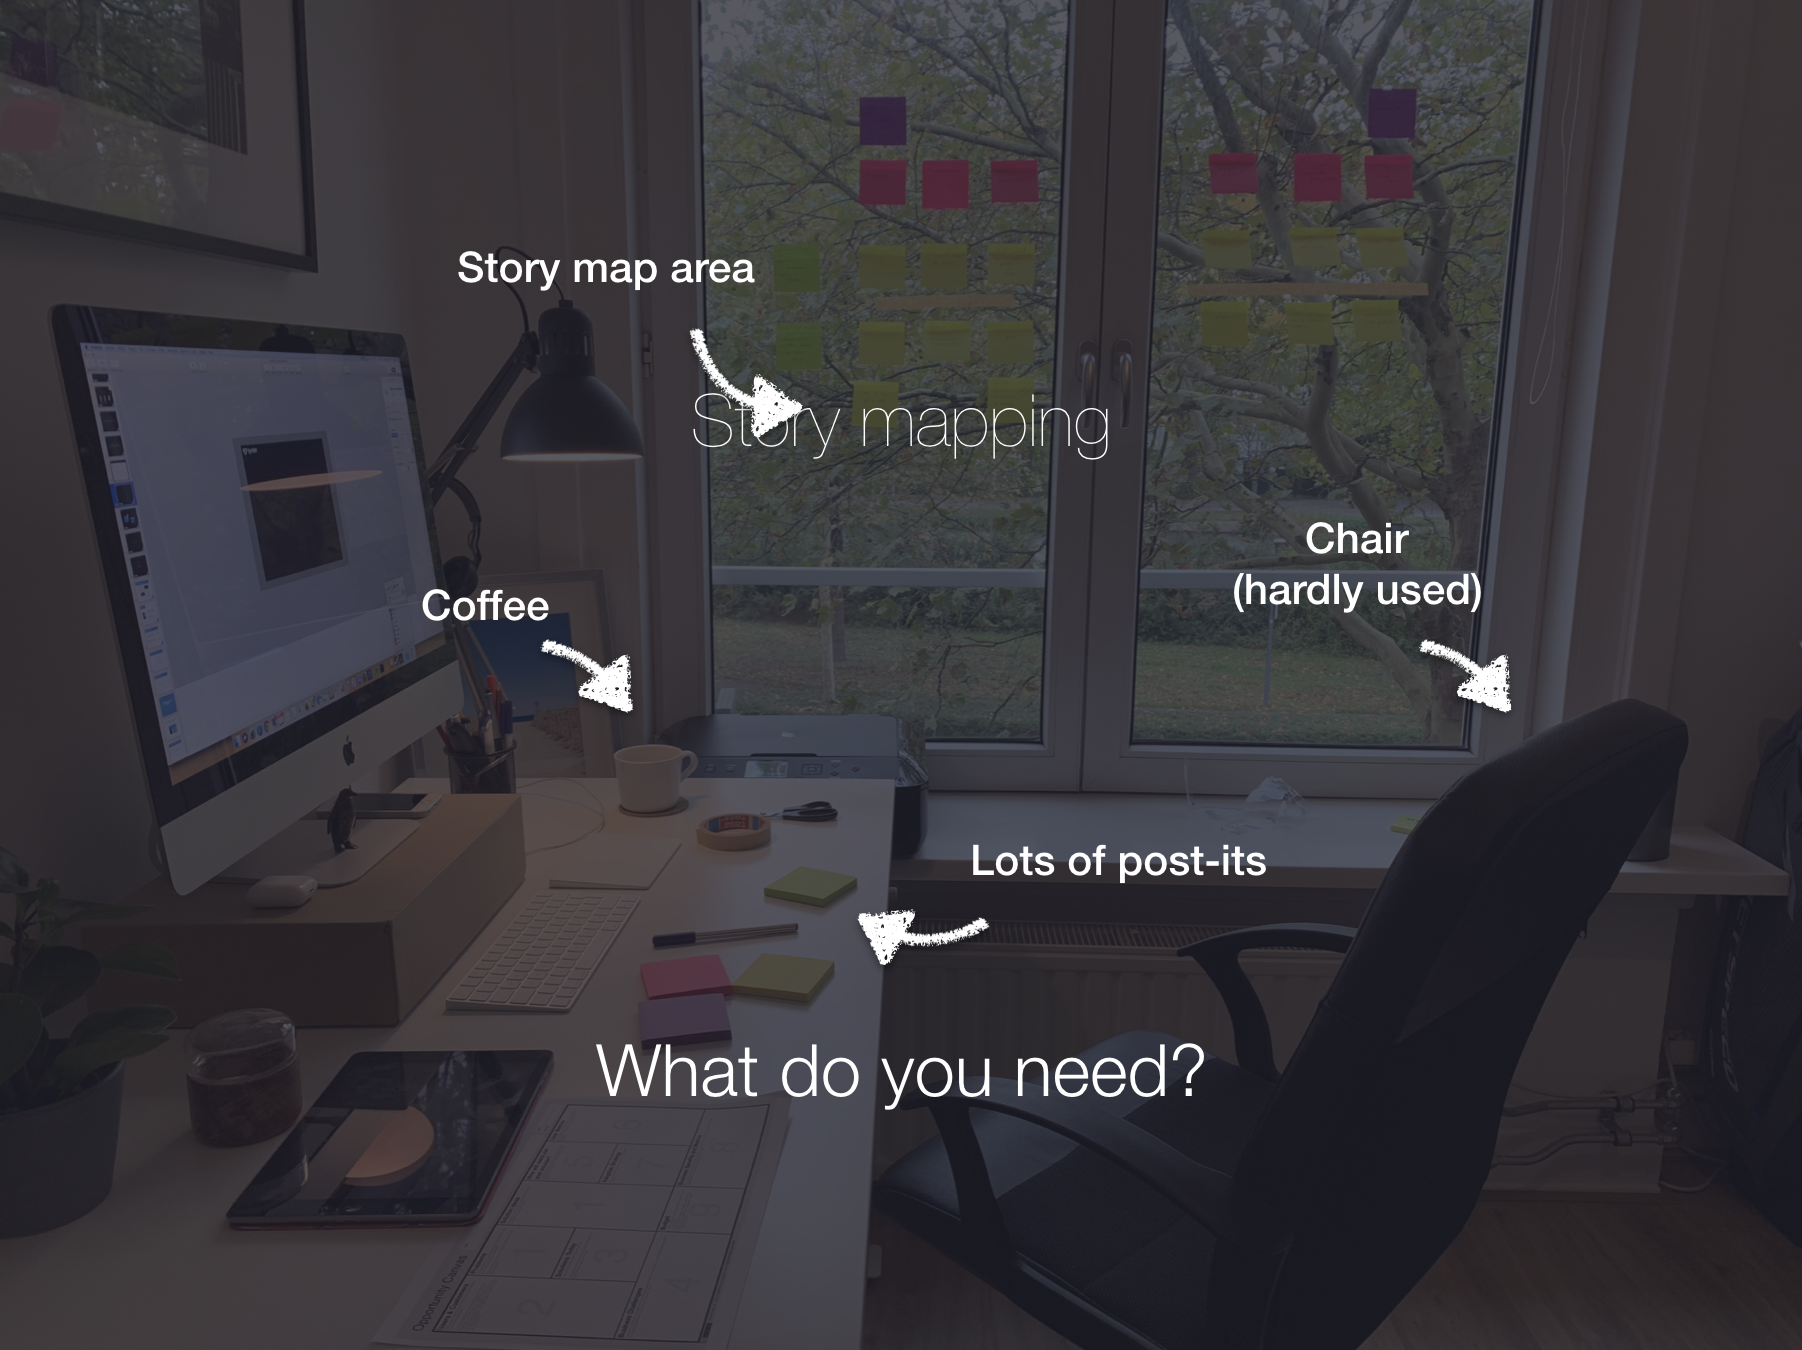 Story map area
Story mapping
Chair
(hardly used)
Coffee
Lots of post-its
What do you need?
Opportunity Canvas